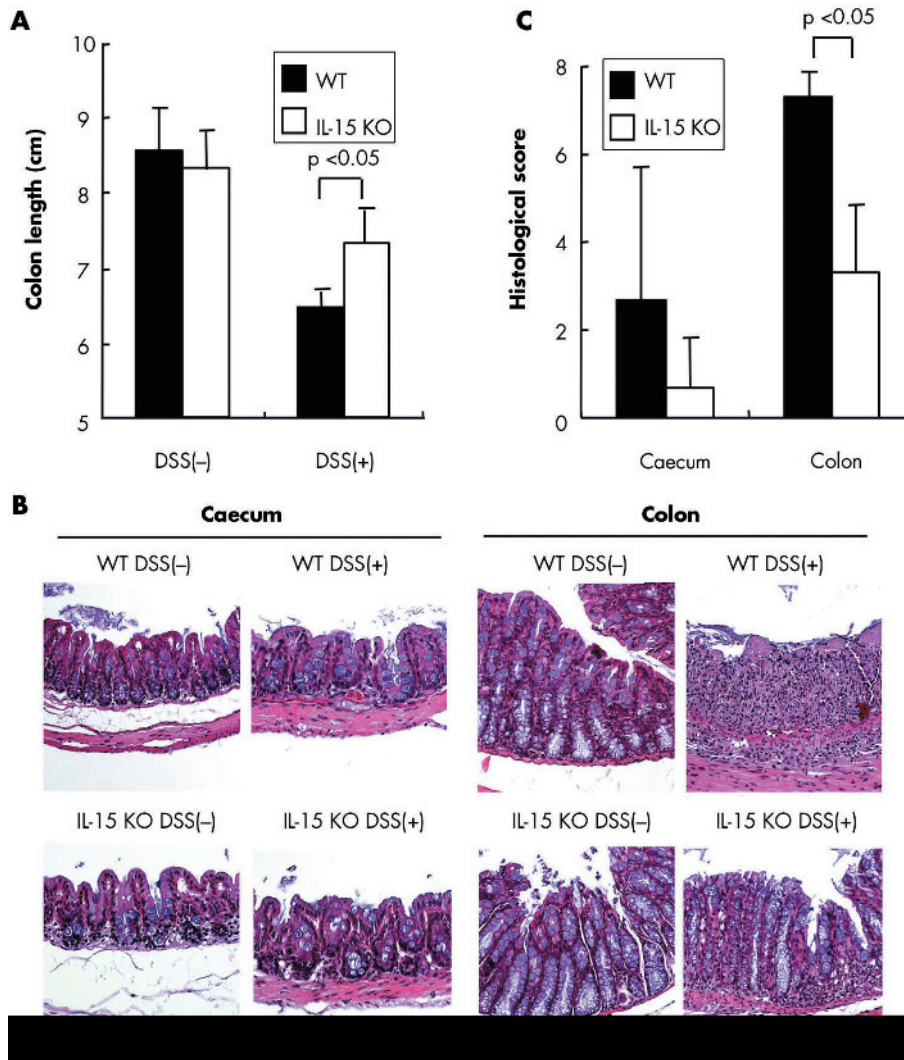 A
Colon length (cm)
10
9
8
7
6
5
WT
IL-15 KO
p <0.05
DSS(–)
DSS(+)
C
Histological score
8
6
4
2
0
WT
IL-15 KO
p <0.05
Caecum
Colon
B
Caecum
Colon
WT DSS(–)
WT DSS(+)
WT DSS(–)
WT DSS(+)
IL-15 KO DSS(–)
IL-15 KO DSS(+)
IL-15 KO DSS(–)
IL-15 KO DSS(+)